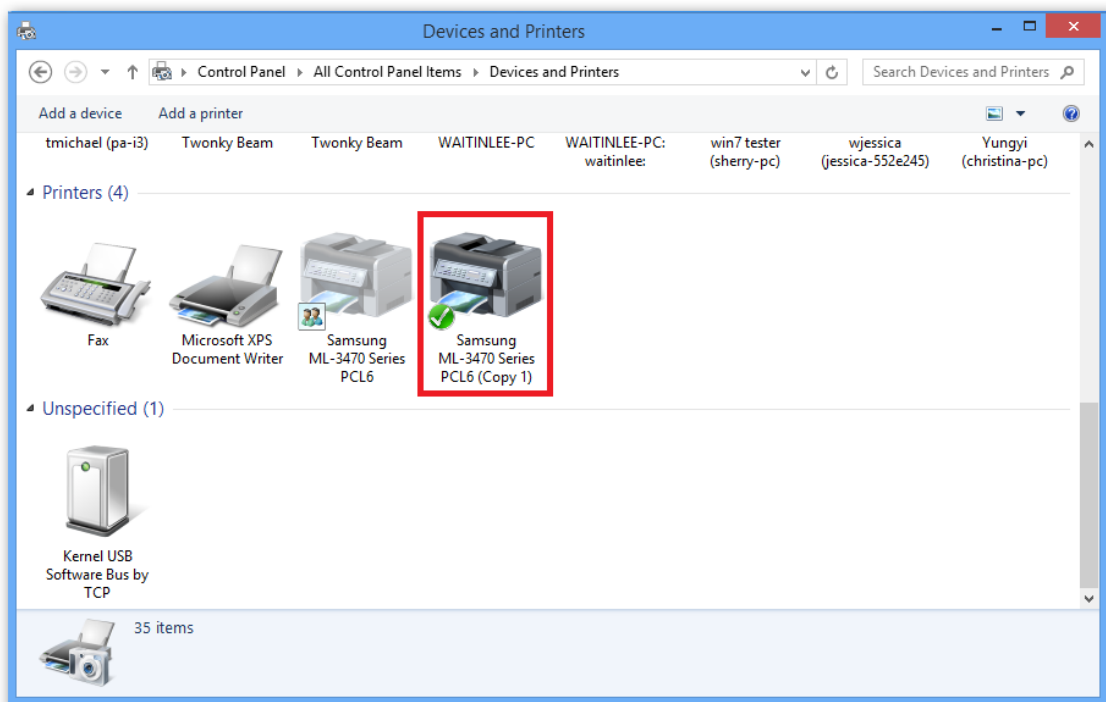 Devices and Printers
Control Panel ▸ All Control Panel Items ▸ Devices and Printers
Search Devices and Printers
Add a device Add a printer
tmichael (pa-i3) Twonky Beam Twonky Beam WAITINLEE-PC WAITINLEE-PC: win7 tester wjessica Yungyi
waitinlee: (sherry-pc) (jessica-552e245) (christina-pc)
Printers (4)
Fax Microsoft XPS Samsung Samsung
Document Writer ML-3470 Series ML-3470 Series
PCL6 PCL6 (Copy 1)
Unspecified (1)
Kernel USB
Software Bus by
TCP
35 items